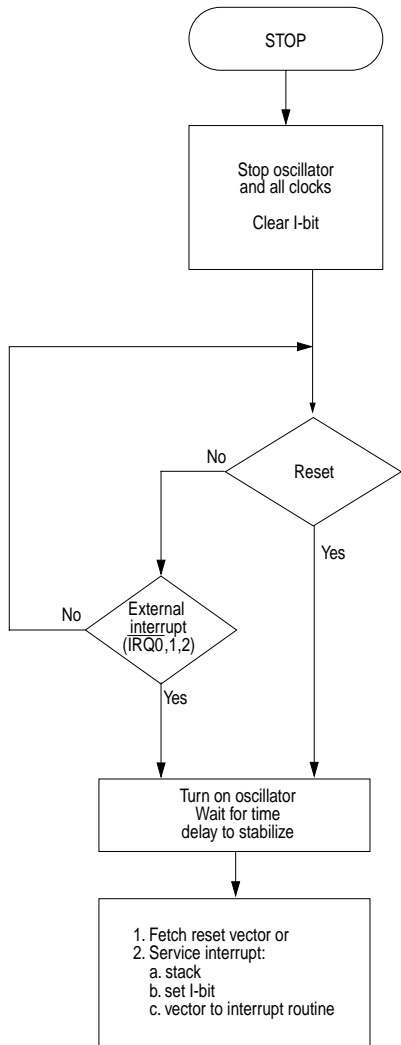 STOP
Stop oscillator
and all clocks
Clear I-bit
Reset
No
Yes
External
interrupt
(IRQ0,1,2)
No
Yes
Turn on oscillator
Wait for time
delay to stabilize
1. Fetch reset vector or
2. Service interrupt:
a. stack
b. set I-bit
c. vector to interrupt routine